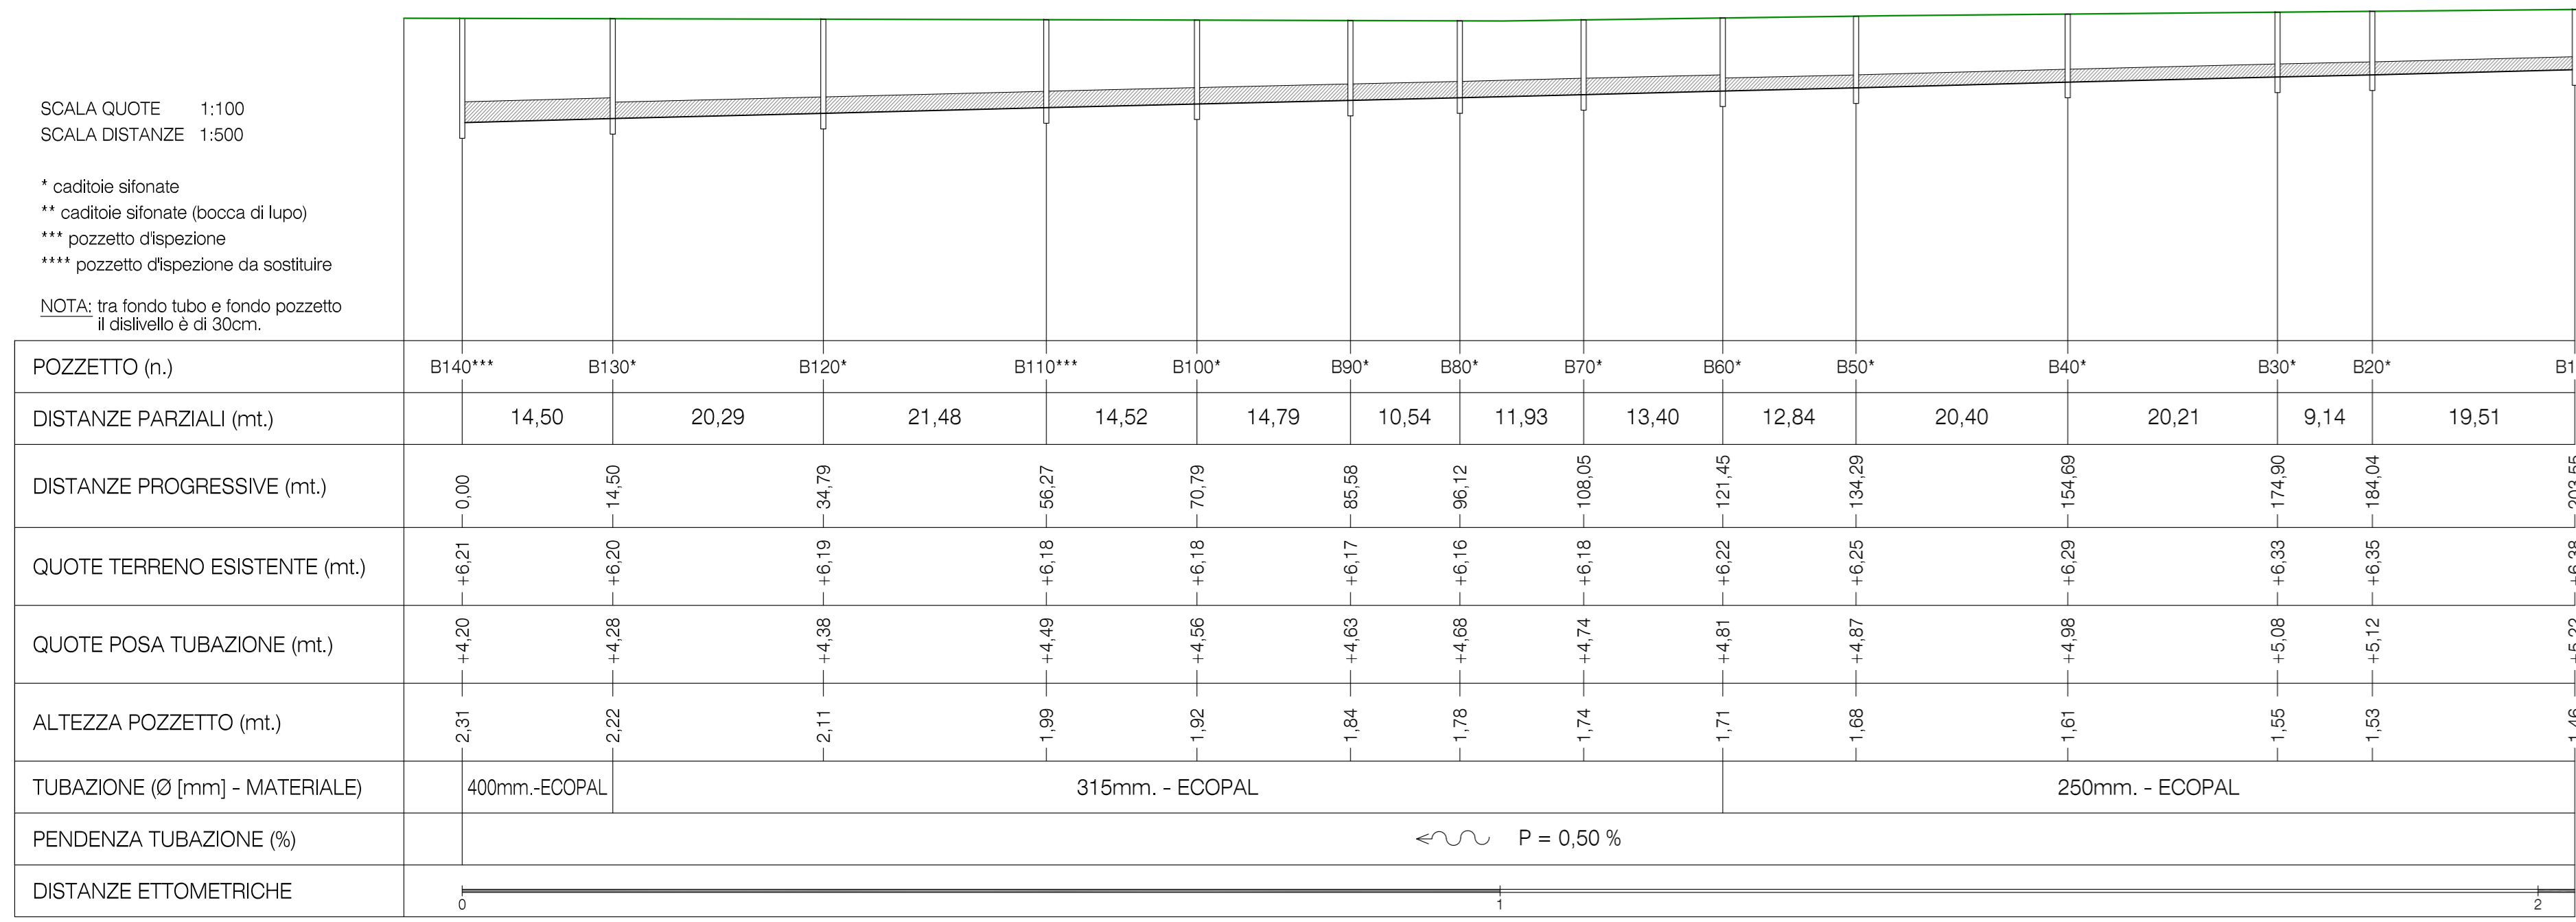 SCALA QUOTE 1:100
SCALA DISTANZE 1:500
* caditoie sifonate
** caditoie sifonate (bocca di lupo)
*** pozzetto d'ispezione
**** pozzetto d'ispezione da sostituire
NOTA: tra fondo tubo e fondo pozzetto
il dislivello è di 30cm.
POZZETTO (n.) B140*** B130* B120* B110*** B100* B90* B80* B70* B60* B50* B40* B30* B20* B1
DISTANZE PARZIALI (mt.) 14,50 20,29 21,48 14,52 14,79 10,54 11,93 13,40 12,84 20,40 20,21 9,14 19,51
DISTANZE PROGRESSIVE (mt.) 0,00 14,50 34,79 56,27 70,79 85,58 96,12 108,05 121,45 134,29 154,69 174,90 184,04 203,55
QUOTE TERRENO ESISTENTE (mt.) +6,21 +6,20 +6,19 +6,18 +6,18 +6,17 +6,16 +6,18 +6,22 +6,25 +6,29 +6,33 +6,35 +6,38
QUOTE POSA TUBAZIONE (mt.) +4,20 +4,28 +4,38 +4,49 +4,56 +4,63 +4,68 +4,74 +4,81 +4,87 +4,98 +5,08 +5,12 +5,22
ALTEZZA POZZETTO (mt.) 2,31 2,22 2,11 1,99 1,92 1,84 1,78 1,74 1,71 1,68 1,61 1,55 1,53 1,46
TUBAZIONE (Ø [mm] - MATERIALE) 400mm.-ECOPAL 315mm. - ECOPAL 250mm. - ECOPAL
PENDENZA TUBAZIONE (%) P = 0,50 %
DISTANZE ETTOMETRICHE 0 1 2